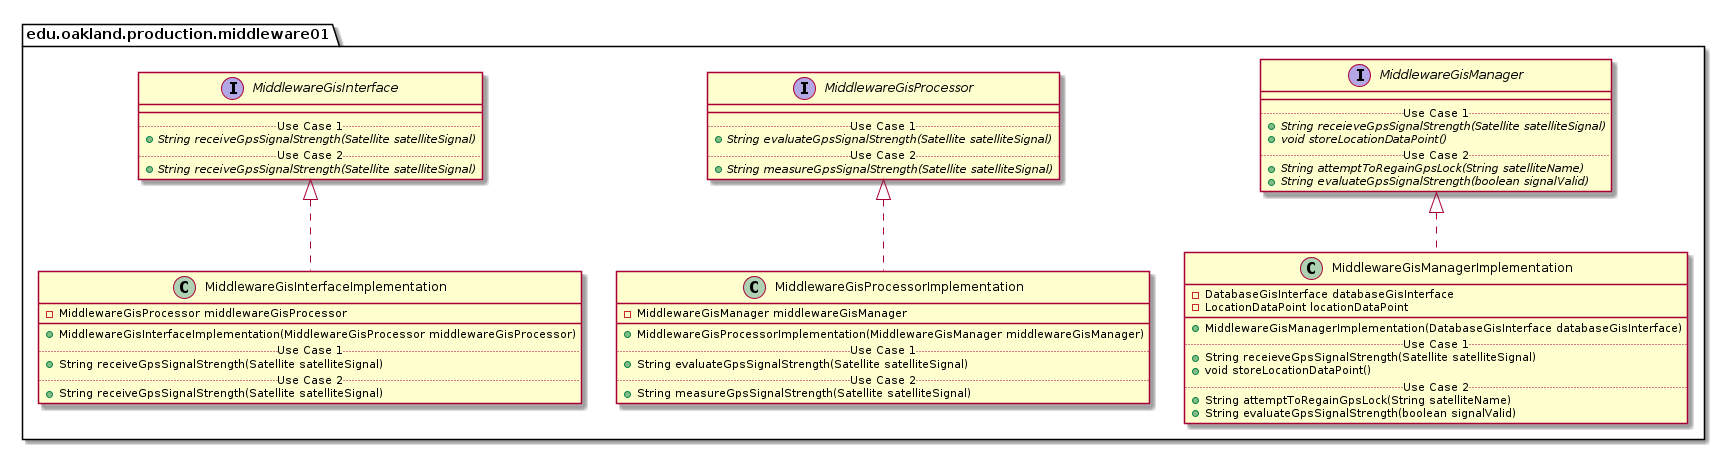 edu.oakland.production.middleware01
I MiddlewareGisInterface
Use Case 1
String receiveGpsSignalStrength(Satellite satelliteSignal)
Use Case 2
String receiveGpsSignalStrength(Satellite satelliteSignal)
I MiddlewareGisProcessor
Use Case 1
String evaluateGpsSignalStrength(Satellite satelliteSignal)
Use Case 2
String measureGpsSignalStrength(Satellite satelliteSignal)
I MiddlewareGisManager
Use Case 1
String receieveGpsSignalStrength(Satellite satelliteSignal)
void storeLocationDataPoint()
Use Case 2
String attemptToRegainGpsLock(String satelliteName)
String evaluateGpsSignalStrength(boolean signalValid)
C MiddlewareGisInterfaceImplementation
MiddlewareGisProcessor middlewareGisProcessor
MiddlewareGisInterfaceImplementation(MiddlewareGisProcessor middlewareGisProcessor)
Use Case 1
String receiveGpsSignalStrength(Satellite satelliteSignal)
Use Case 2
String receiveGpsSignalStrength(Satellite satelliteSignal)
C MiddlewareGisProcessorImplementation
MiddlewareGisManager middlewareGisManager
MiddlewareGisProcessorImplementation(MiddlewareGisManager middlewareGisManager)
Use Case 1
String evaluateGpsSignalStrength(Satellite satelliteSignal)
Use Case 2
String measureGpsSignalStrength(Satellite satelliteSignal)
C MiddlewareGisManagerImplementation
DatabaseGisInterface databaseGisInterface
LocationDataPoint locationDataPoint
MiddlewareGisManagerImplementation(DatabaseGisInterface databaseGisInterface)
Use Case 1
String receieveGpsSignalStrength(Satellite satelliteSignal)
void storeLocationDataPoint()
Use Case 2
String attemptToRegainGpsLock(String satelliteName)
String evaluateGpsSignalStrength(boolean signalValid)